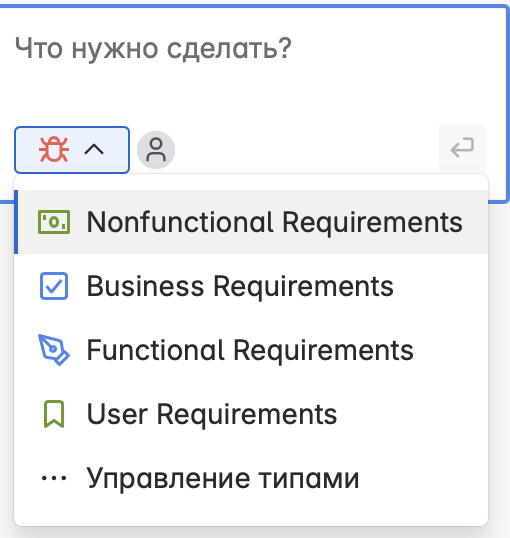 Что нужно сделать?
Nonfunctional Requirements
Business Requirements
Functional Requirements
User Requirements
Управление типами